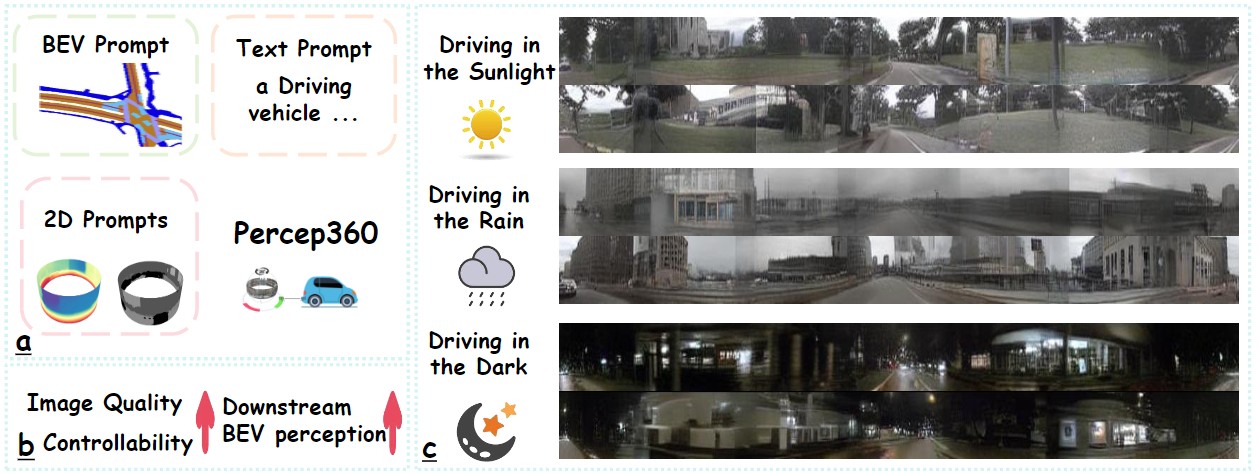 BEV Prompt
Text Prompt
a Driving
vehicle ...
2D Prompts
Percep360
a
Image Quality
Controllability
Downstream
BEV perception
b
Driving in
the Sunlight
Driving in
the Rain
Driving in
the Dark
c